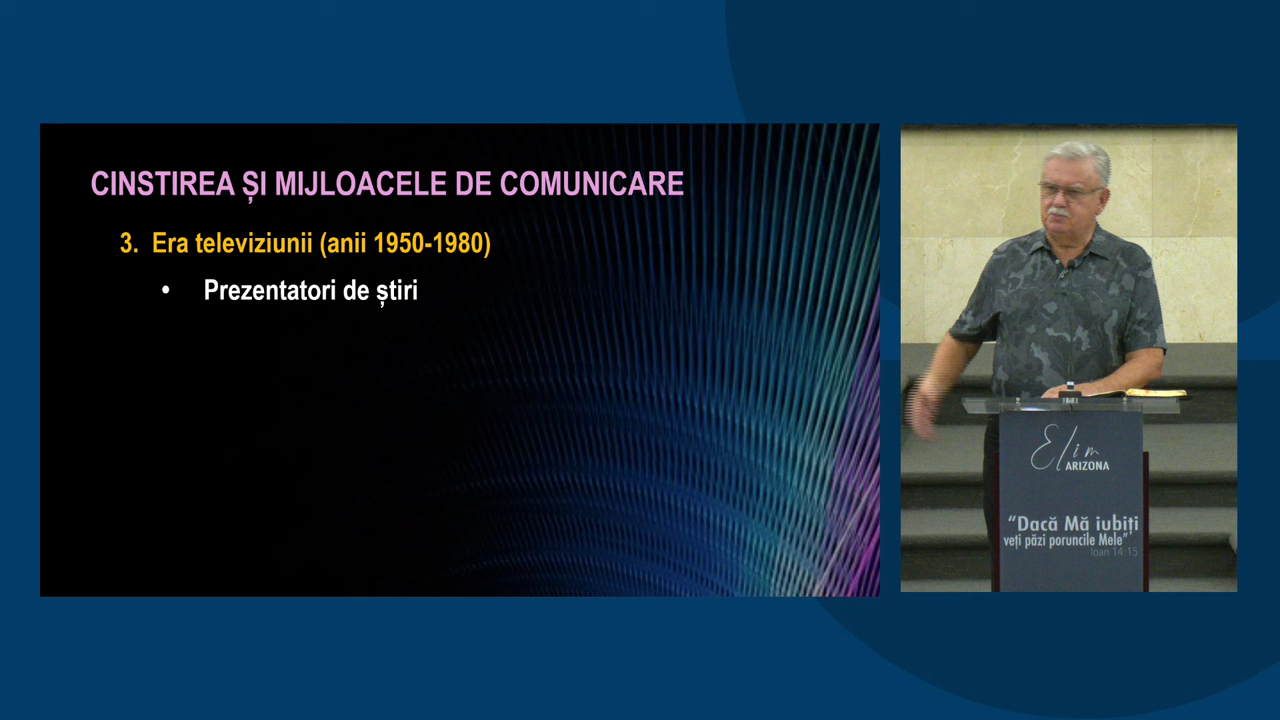 CINSTIREA ȘI MIJLOACELE DE COMUNICARE
3. Era televiziunii (anii 1950-1980)
• Prezentatori de știri
Elim
ARIZONA
“Dacă Mă iubiți
veți păzi poruncile Mele”
Ioan 14:15